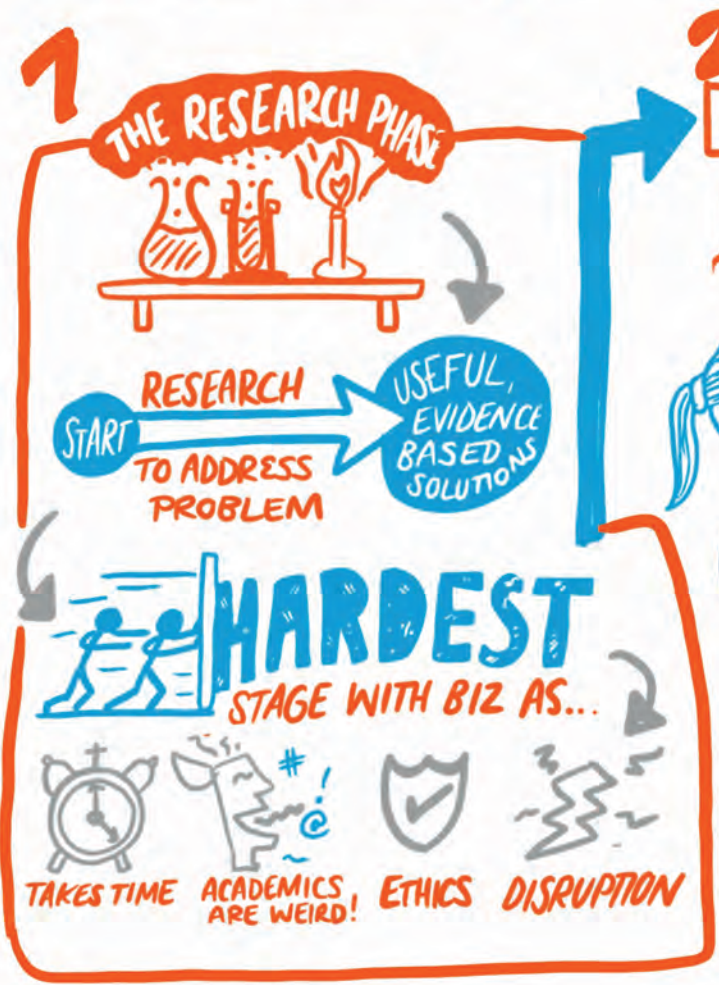 1
THE RESEARCH PHASE
START
RESEARCH
TO ADDRESS
PROBLEM
USEFUL,
EVIDENCE
BASED
SOLUTIONS
HARDEST
STAGE WITH BIZ AS...
TAKES TIME
#
!
@
ACADEMICS
ARE WEIRD!
ETHICS
DISRUPTION
2